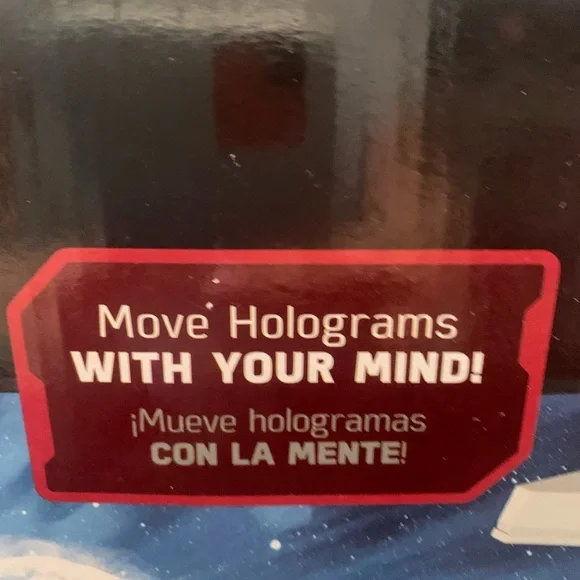 Move Holograms
WITH YOUR MIND!
¡Mueve hologramas
CON LA MENTE!